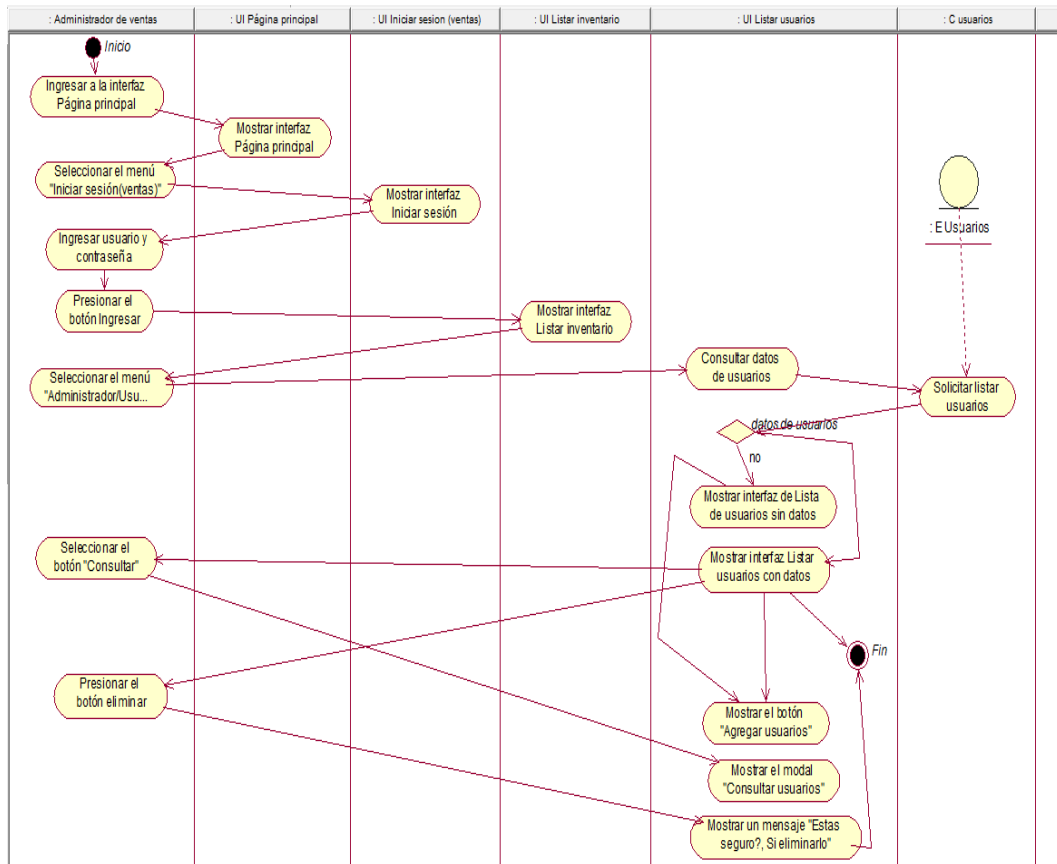 : Administrador de ventas
: UI Página principal
: UI Iniciar sesion (ventas)
: UI Listar inventario
: UI Listar usuarios
: C usuarios
Inicio
Ingresar a la interfaz
Página principal
Mostrar interfaz
Página principal
Seleccionar el menú
"Iniciar sesión(ventas)"
Mostrar interfaz
Iniciar sesión
: E Usuarios
Ingresar usuario y
contraseña
Presionar el
botón Ingresar
Mostrar interfaz
Listar inventario
Seleccionar el menú
"Administrador/Usu...
Consultar datos
de usuarios
Solicitar listar
usuarios
datos de usuarios
no
Mostrar interfaz de Lista
de usuarios sin datos
Seleccionar el
botón "Consultar"
Mostrar interfaz Listar
usuarios con datos
Fin
Presionar el
botón eliminar
Mostrar el botón
"Agregar usuarios"
Mostrar el modal
"Consultar usuarios"
Mostrar un mensaje "Estas
seguro?, Si eliminarlo"